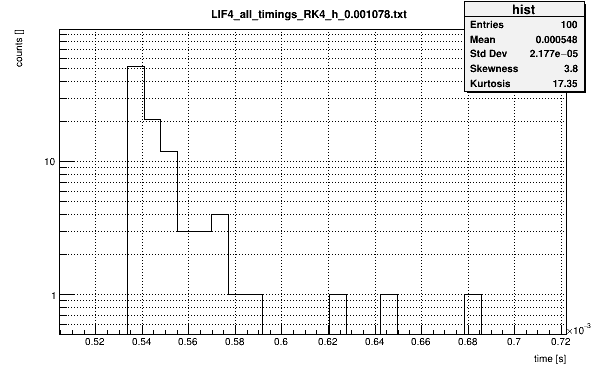 LIF4_all_timings_RK4_h_0.001078.txt
hist
Entries 100
Mean 0.000548
Std Dev 2.177e−05
Skewness 3.8
Kurtosis 17.35
counts []
10
1
0.52 0.54 0.56 0.58 0.6 0.62 0.64 0.66 0.68 0.7 0.72
×10⁻³
time [s]